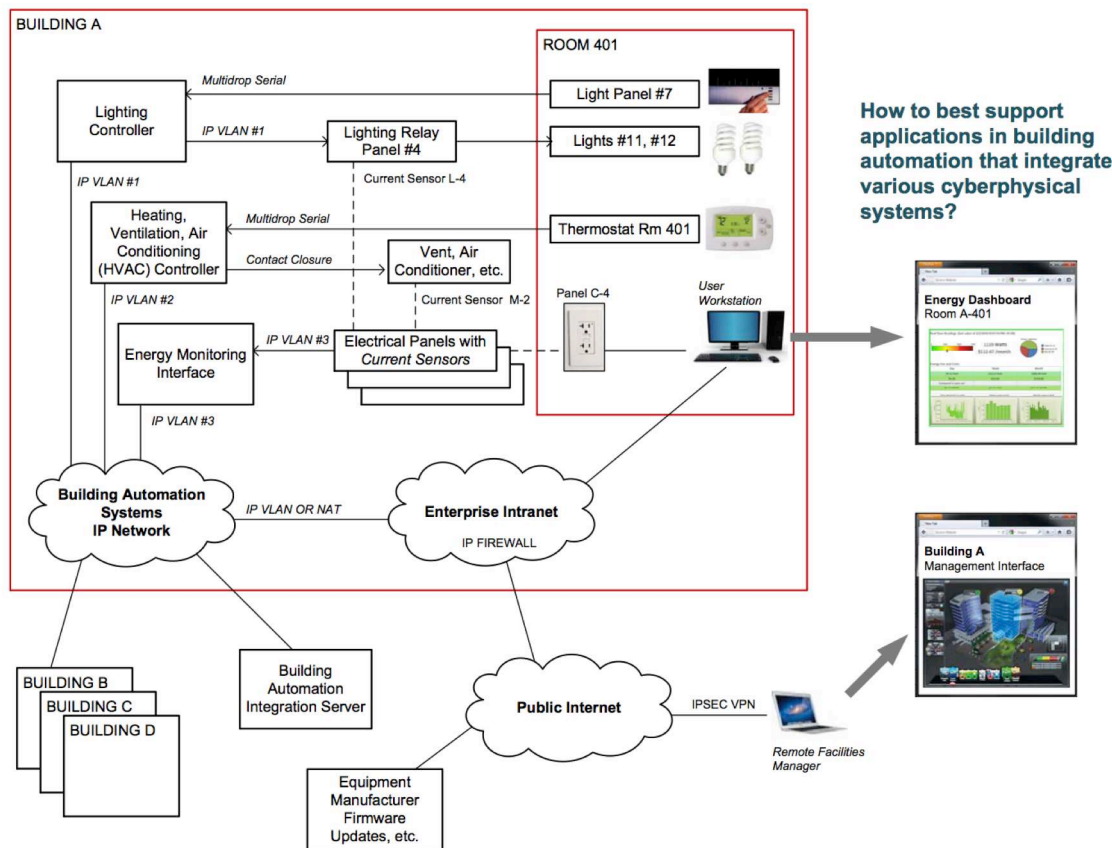 BUILDING A
ROOM 401
Multidrop Serial
Light Panel #7
Lighting
Controller
IP VLAN #1
Lighting Relay
Panel #4
Lights #11, #12
How to best support
applications in building
automation that integrate
various cyberphysical
systems?
IP VLAN #1
Current Sensor L-4
Heating,
Ventilation, Air
Conditioning
(HVAC) Controller
Multidrop Serial
Thermostat Rm 401
Contact Closure
Vent, Air
Conditioner, etc.
IP VLAN #2
Current Sensor M-2
Panel C-4
User
Workstation
Energy Dashboard
Room A-401
Energy Monitoring
Interface
IP VLAN #3
Electrical Panels with
Current Sensors
IP VLAN #3
Building Automation
Systems
IP Network
IP VLAN OR NAT
Enterprise Intranet
IP FIREWALL
Building A
Management Interface
BUILDING B
BUILDING C
BUILDING D
Building
Automation
Integration Server
Public Internet
IPSEC VPN
Remote Facilities
Manager
Equipment
Manufacturer
Firmware
Updates, etc.